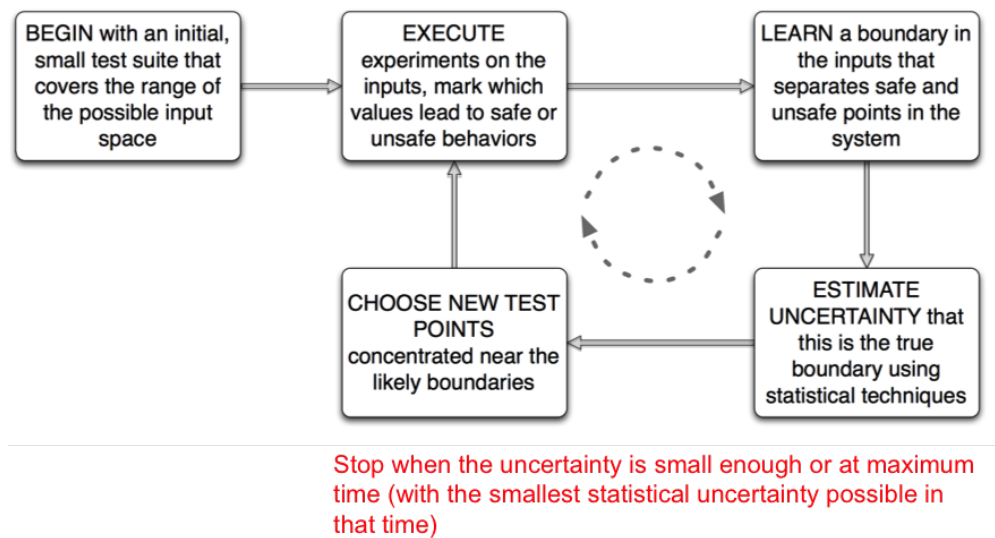 BEGIN with an initial,
small test suite that
covers the range of
the possible input
space
EXECUTE
experiments on the
inputs, mark which
values lead to safe or
unsafe behaviors
LEARN a boundary in
the inputs that
separates safe and
unsafe points in the
system
CHOOSE NEW TEST
POINTS
concentrated near the
likely boundaries
ESTIMATE
UNCERTAINTY that
this is the true
boundary using
statistical techniques
Stop when the uncertainty is small enough or at maximum
time (with the smallest statistical uncertainty possible in
that time)